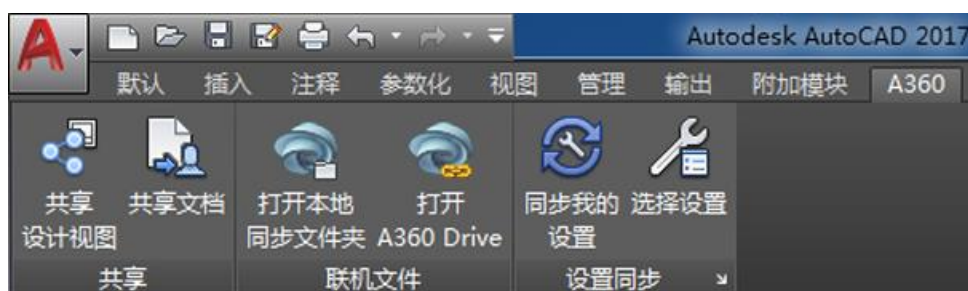 Autodesk AutoCAD 2017
默认 插入 注释 参数化 视图 管理 输出 附加模块 A360
共享 共享文档 打开本地 打开 同步我的 选择设置
设计视图 同步文件夹 A360 Drive 设置
共享 联机文件 设置同步